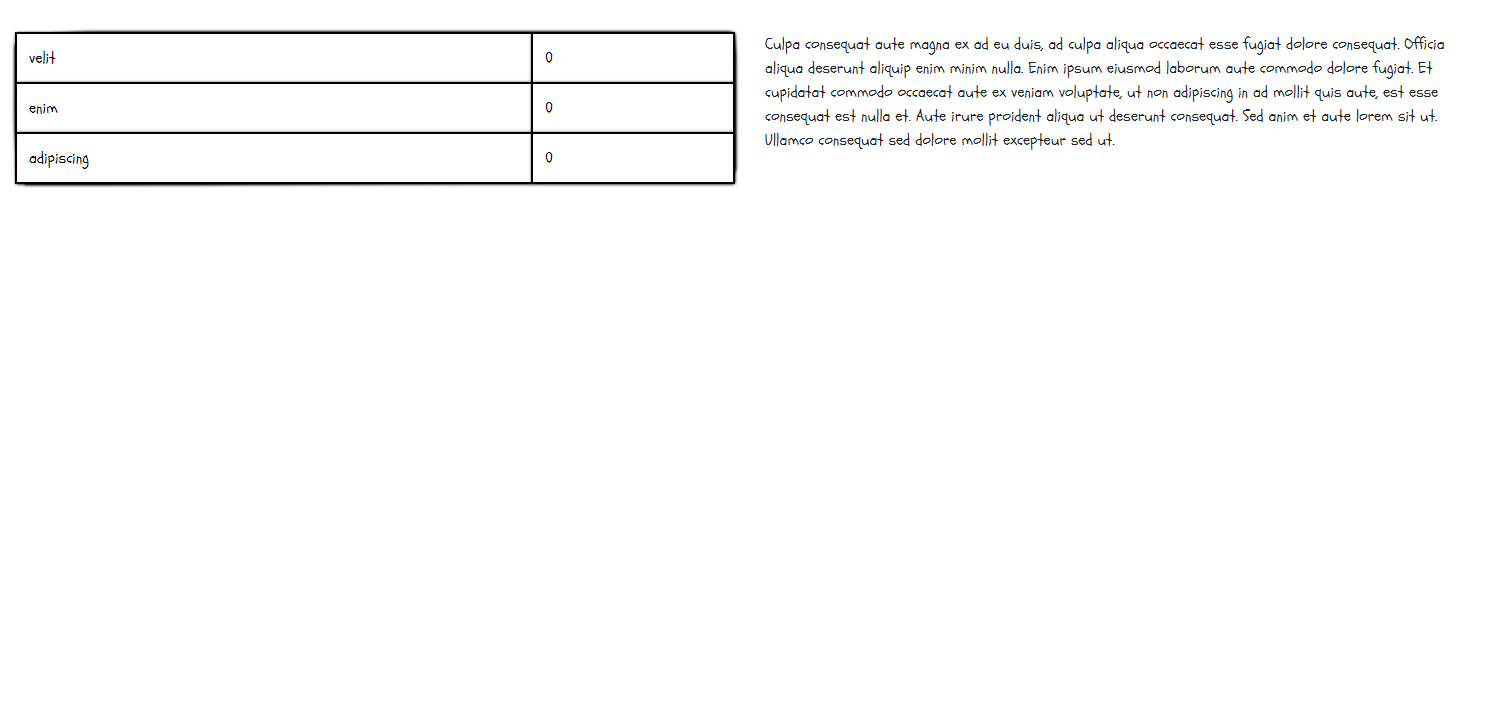 velit 0
enim 0
adipiscing 0
Culpa consequat aute magna ex ad eu duis, ad culpa aliqua occaecat esse fugiat dolore consequat. Officia
aliqua deserunt aliquip enim minim nulla. Enim ipsum eiusmod laborum aute commodo dolore fugiat. Et
cupidatat commodo occaecat aute ex veniam voluptate, ut non adipiscing in ad mollit quis aute, est esse
consequat est nulla et. Aute irure proident aliqua ut deserunt consequat. Sed anim et aute lorem sit ut.
Ullamco consequat sed dolore mollit excepteur sed ut.